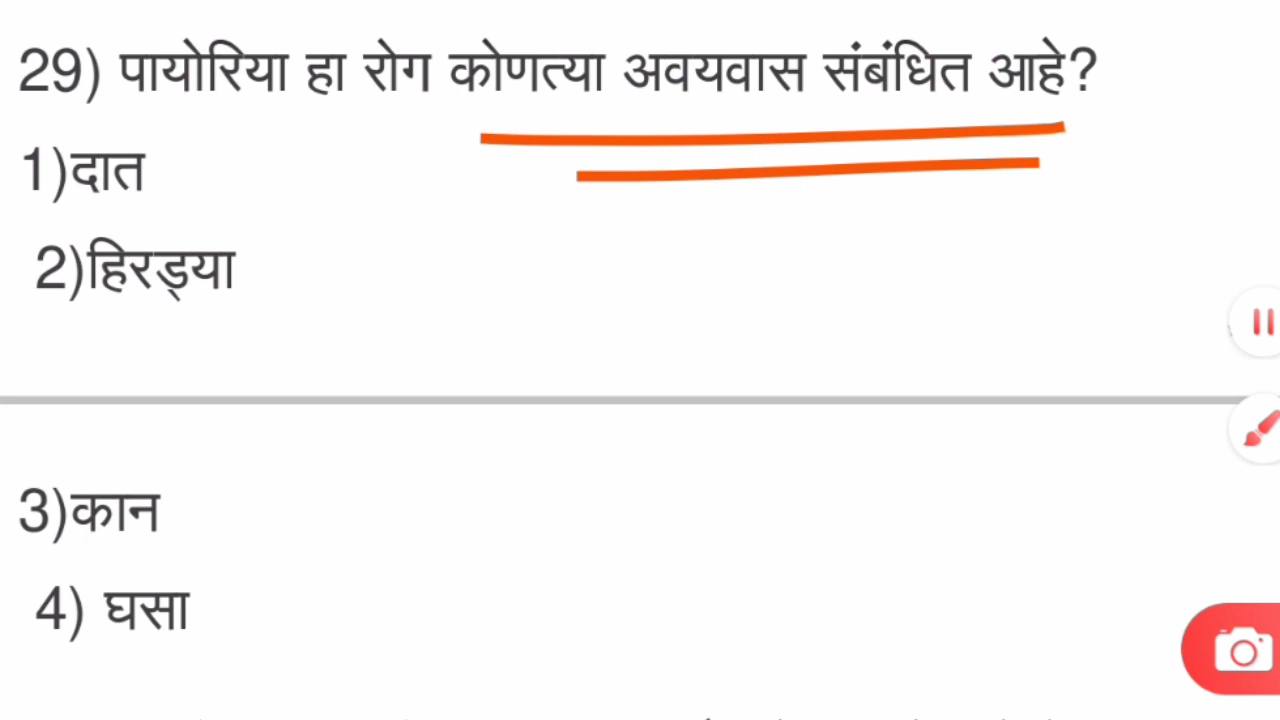 29) पायोरिया हा रोग कोणत्या अवयवास संबंधित आहे?
1)दात
2)हिरड्या
3)कान
4) घसा